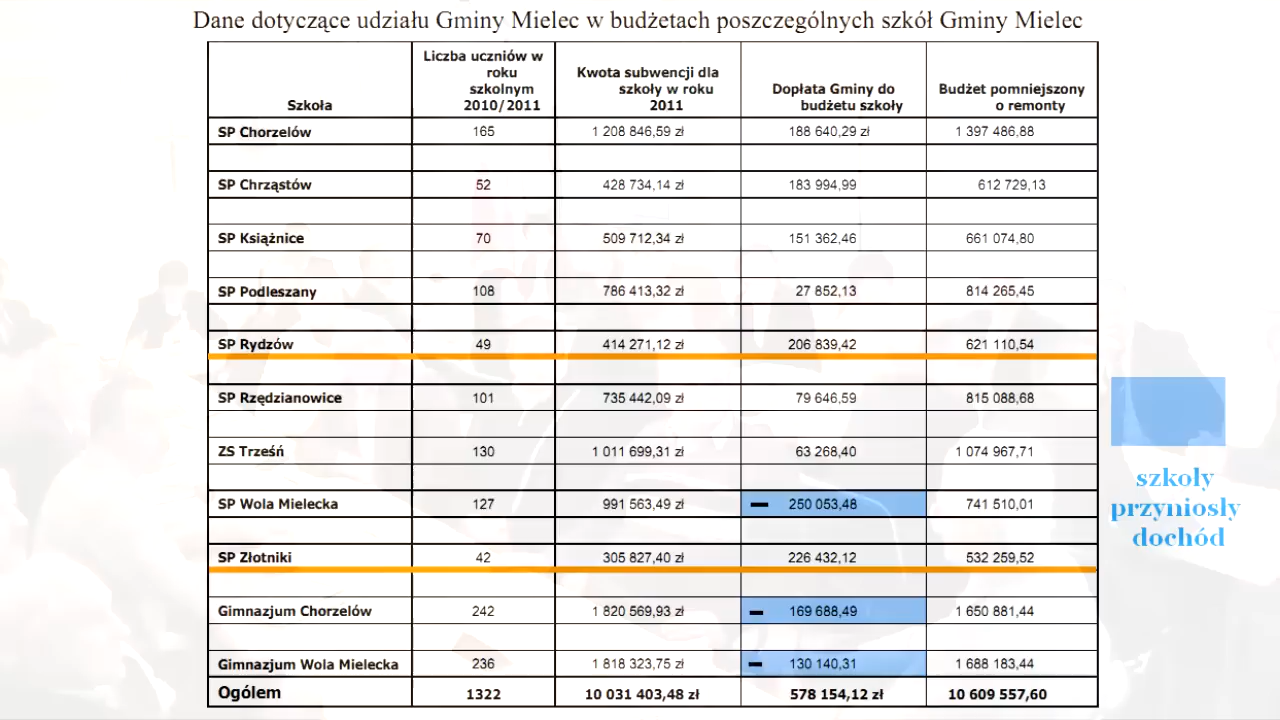 Dane dotyczące udziału Gminy Mielec w budżetach poszczególnych szkół Gminy Mielec
Szkoła Liczba uczniów w roku szkolnym 2010/2011 Kwota subwencji dla szkoły w roku 2011 Dopłata Gminy do budżetu szkoły Budżet pomniejszony o remonty
SP Chorzelów 165 1 208 846,59 zł 188 640,29 zł 1 397 486,88
SP Chrząstów 52 428 734,14 zł 183 994,99 612 729,13
SP Książnice 70 509 712,34 zł 151 362,46 661 074,80
SP Podleszany 108 786 413,32 zł 27 852,13 814 265,45
SP Rydzów 49 414 271,12 zł 206 839,42 621 110,54
SP Rzędzianowice 101 735 442,09 zł 79 646,59 815 088,68
ZS Trześń 130 1 011 699,31 zł 63 268,40 1 074 967,71
SP Wola Mielecka 127 991 563,49 zł - 250 053,48 741 510,01
SP Złotniki 42 305 827,40 zł 226 432,12 532 259,52
Gimnazjum Chorzelów 242 1 820 569,93 zł - 169 688,49 1 650 881,44
Gimnazjum Wola Mielecka 236 1 818 323,75 zł - 130 140,31 1 688 183,44
Ogólem 1322 10 031 403,48 zł 578 154,12 zł 10 609 557,60
szkoły
przyniosły
dochód